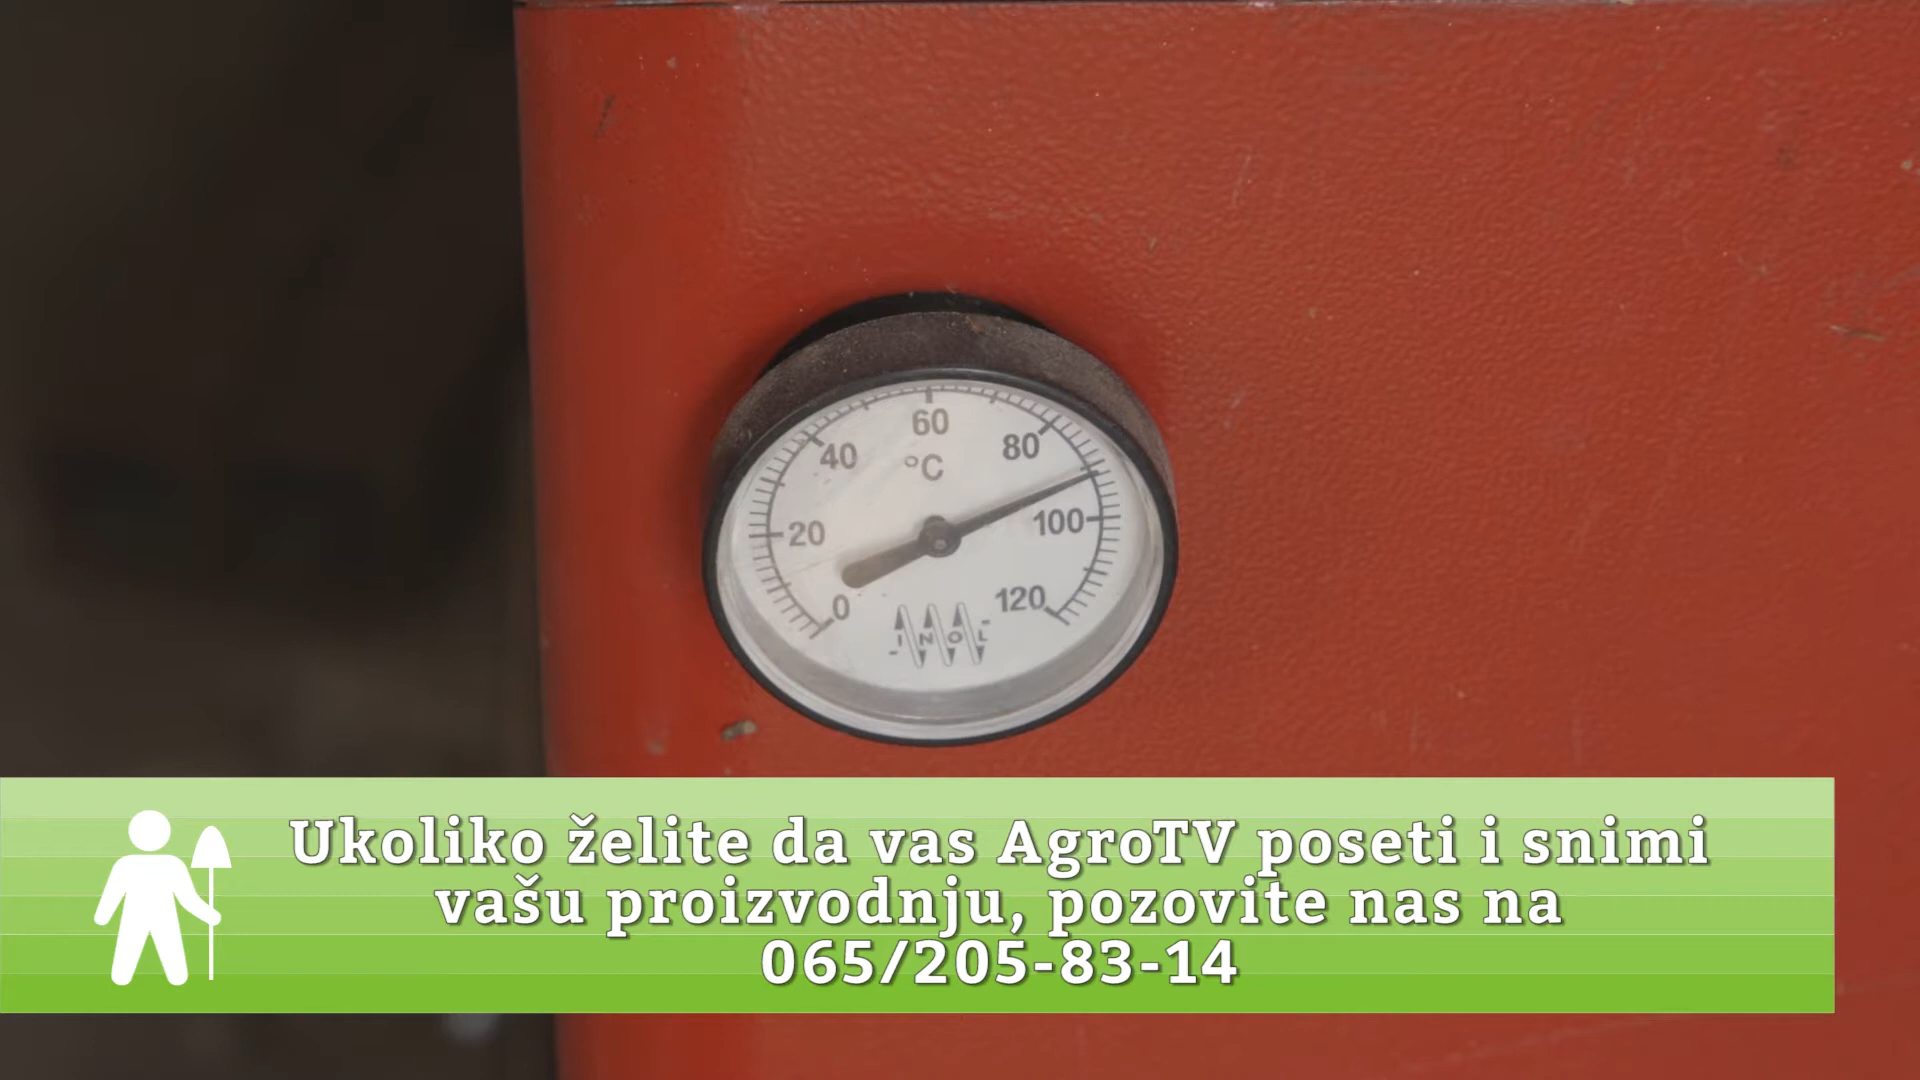 60
40
80
°C
20
100
0
120
INOL
Ukoliko želite da vas AgroTV poseti i snimi
vašu proizvodnju, pozovite nas na
065/205-83-14